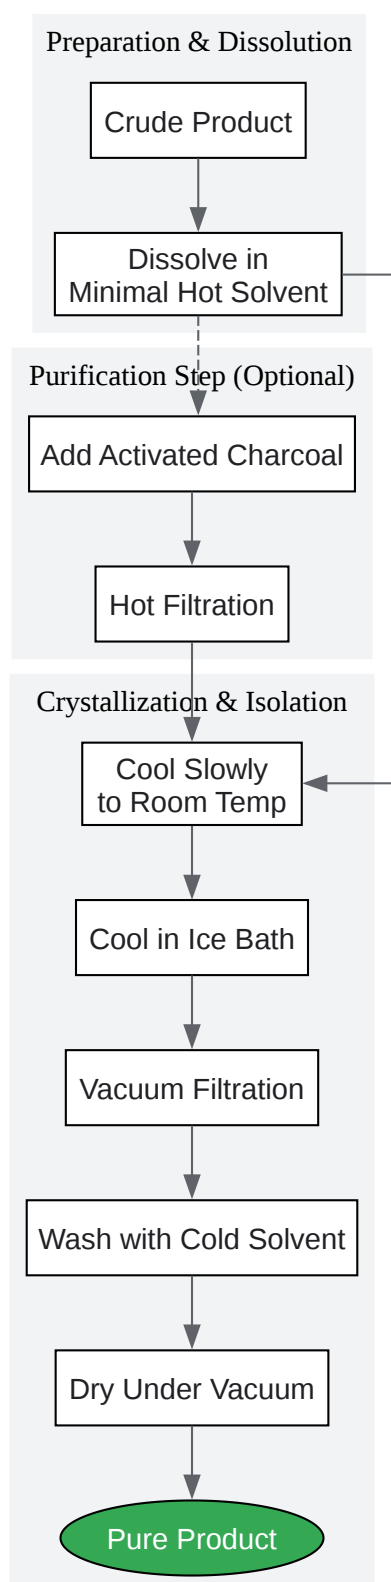 Preparation & Dissolution
Crude Product
Dissolve in
Minimal Hot Solvent
Purification Step (Optional)
Add Activated Charcoal
Hot Filtration
Crystallization & Isolation
Cool Slowly
to Room Temp
Cool in Ice Bath
Vacuum Filtration
Wash with Cold Solvent
Dry Under Vacuum
Pure Product